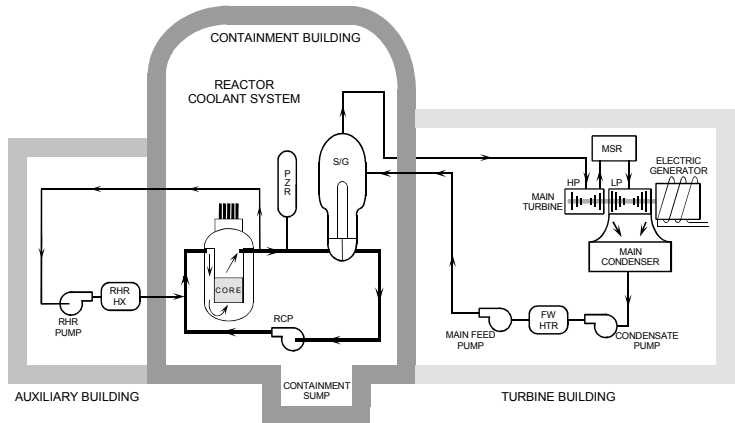 CONTAINMENT BUILDING
REACTOR
COOLANT SYSTEM
P
Z
R
S/G
MSR
ELECTRIC
GENERATOR
HP
LP
MAIN
TURBINE
MAIN
CONDENSER
CORE
RHR
HX
RHR
PUMP
RCP
MAIN FEED
PUMP
FW
HTR
CONDENSATE
PUMP
CONTAINMENT
SUMP
AUXILIARY BUILDING
TURBINE BUILDING